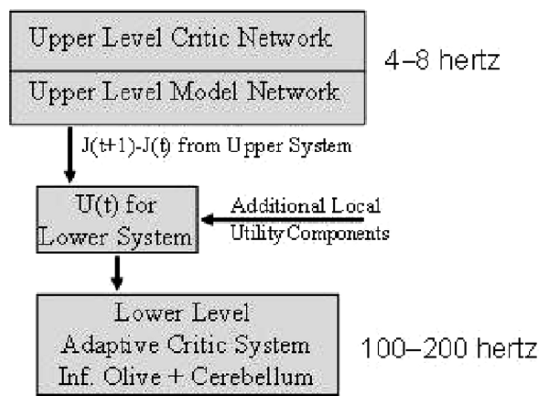 Upper Level Critic Network
4–8 hertz
Upper Level Model Network
J(t+1)-J(t) from Upper System
U(t) for
Lower System
Additional Local
Utility Components
Lower Level
Adaptive Critic System
Inf. Olive + Cerebellum
100–200 hertz